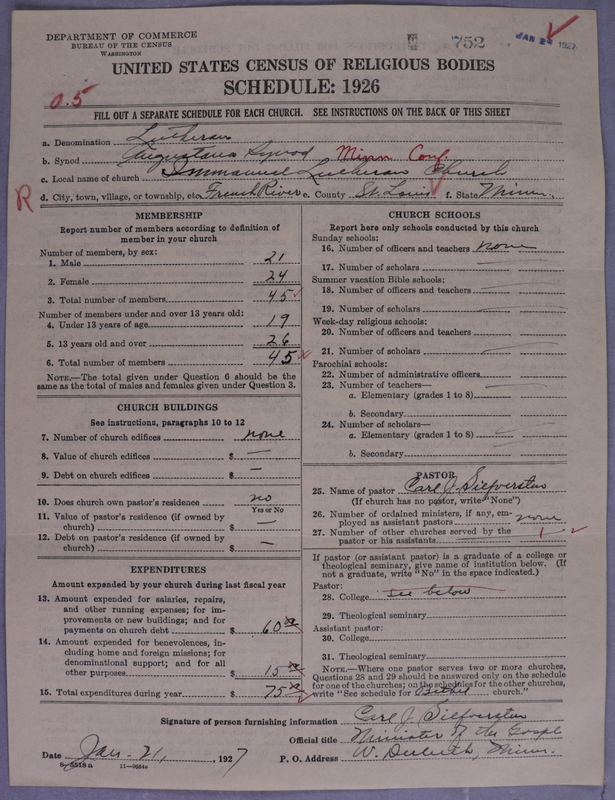 DEPARTMENT OF COMMERCE
BUREAU OF THE CENSUS
WASHINGTON
752
JAN 24 1927
UNITED STATES CENSUS OF RELIGIOUS BODIES
SCHEDULE: 1926
0.5
FILL OUT A SEPARATE SCHEDULE FOR EACH CHURCH. SEE INSTRUCTIONS ON THE BACK OF THIS SHEET
a. Denomination Lutheran
b. Synod Augustana Synod Minn Conf.
c. Local name of church Immanuel Lutheran Church
R
d. City, town, village, or township, etc. French River e. County St. Louis f. State Minn.
MEMBERSHIP
Report number of members according to definition of
member in your church
Number of members, by sex:
1. Male 21
2. Female 24
3. Total number of members 45
Number of members under and over 13 years old:
4. Under 13 years of age 19
5. 13 years old and over 26
6. Total number of members 45
NOTE.—The total given under Question 6 should be the
same as the total of males and females given under Question 3.
CHURCH BUILDINGS
See instructions, paragraphs 10 to 12
7. Number of church edifices none
8. Value of church edifices $ —
9. Debt on church edifices $ —
10. Does church own pastor's residence no
Yes or No
11. Value of pastor's residence (if owned by
church) $ —
12. Debt on pastor's residence (if owned by
church) $ —
EXPENDITURES
Amount expended by your church during last fiscal year
13. Amount expended for salaries, repairs,
and other running expenses; for im-
provements or new buildings; and for
payments on church debt $ 60 xx
14. Amount expended for benevolences, in-
cluding home and foreign missions; for
denominational support; and for all
other purposes $ 15 xx
15. Total expenditures during year $ 75 xx
CHURCH SCHOOLS
Report here only schools conducted by this church
Sunday schools:
16. Number of officers and teachers none
17. Number of scholars
Summer vacation Bible schools:
18. Number of officers and teachers
19. Number of scholars
Week-day religious schools:
20. Number of officers and teachers
21. Number of scholars
Parochial schools:
22. Number of administrative officers
23. Number of teachers—
a. Elementary (grades 1 to 8)
b. Secondary
24. Number of scholars—
a. Elementary (grades 1 to 8)
b. Secondary
PASTOR
25. Name of pastor Carl J. Silfversten
(If church has no pastor, write "None")
26. Number of ordained ministers, if any, em-
ployed as assistant pastors none
27. Number of other churches served by the
pastor or his assistants 1
If pastor (or assistant pastor) is a graduate of a college or
theological seminary, give name of institution below. (If
not a graduate, write "No" in the space indicated.)
Pastor:
28. College see below
29. Theological seminary
Assistant pastor:
30. College
31. Theological seminary
NOTE.—Where one pastor serves two or more churches,
Questions 28 and 29 should be answered only on the schedule
for one of the churches; on the schedules for the other churches,
write "See schedule for Bethel church."
Signature of person furnishing information Carl J. Silfversten
Official title Minister of the Gospel
Date Jan. 21, 1927 P. O. Address W. Duluth, Minn.
8-5518a 11-9084